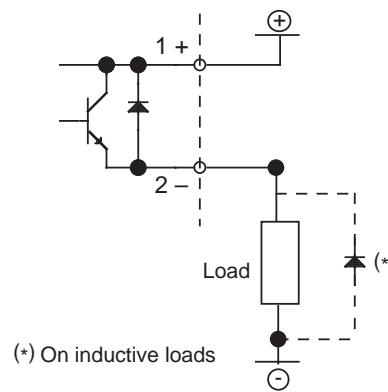 +
1 +
2 –
Load
(*
(*) On inductive loads
–